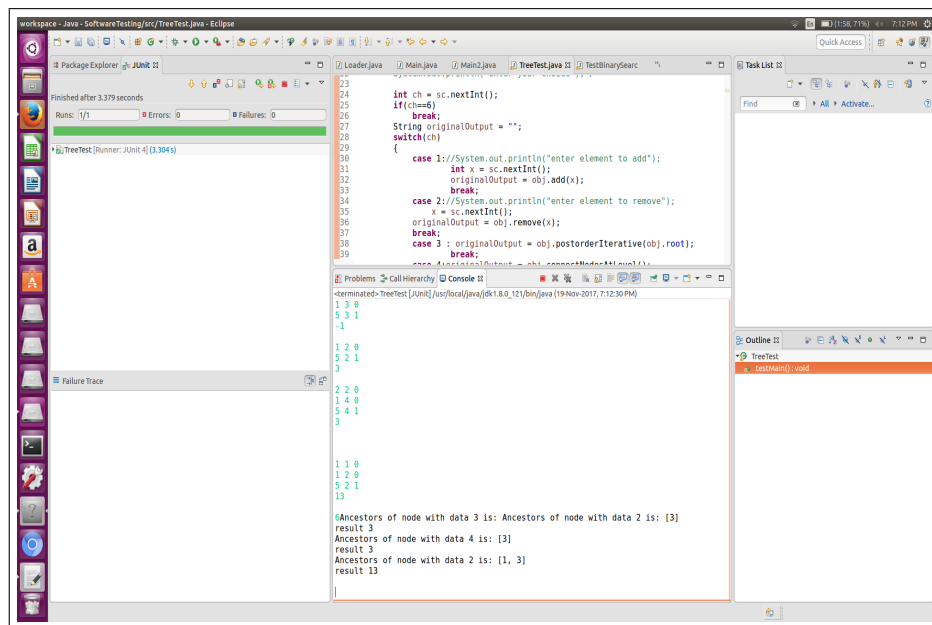 workspace - Java - SoftwareTesting/src/TreeTest.java - Eclipse
En (1:58, 71%) 7:12 PM
Quick Access
Package Explorer JUnit
Finished after 3.379 seconds
Runs: 1/1 Errors: 0 Failures: 0
TreeTest [Runner: JUnit 4] (3.304 s)
Failure Trace
Loader.java Main.java Main2.java TreeTest.java TestBinarySearc
23
24 int ch = sc.nextInt();
25 if(ch==6)
26 break;
27 String originalOutput = "";
28 switch(ch)
29 {
30 case 1://System.out.println("enter element to add");
31 int x = sc.nextInt();
32 originalOutput = obj.add(x);
33 break;
34 case 2://System.out.println("enter element to remove");
35 x = sc.nextInt();
36 originalOutput = obj.remove(x);
37 break;
38 case 3 : originalOutput = obj.postorderIterative(obj.root);
39 break;
case 4:originalOutput = obj.connectNodesAtLevel();
Problems Call Hierarchy Console
<terminated> TreeTest [JUnit] /usr/local/java/jdk1.8.0_121/bin/java (19-Nov-2017, 7:12:30 PM)
1 3 0
5 3 1
-1
1 2 0
5 2 1
3
2 2 0
1 4 0
5 4 1
3
1 1 0
1 2 0
5 2 1
13
6Ancestors of node with data 3 is: Ancestors of node with data 2 is: [3]
result 3
Ancestors of node with data 4 is: [3]
result 3
Ancestors of node with data 2 is: [1, 3]
result 13
Task List
Find All Activate...
Outline
TreeTest
testMain() : void